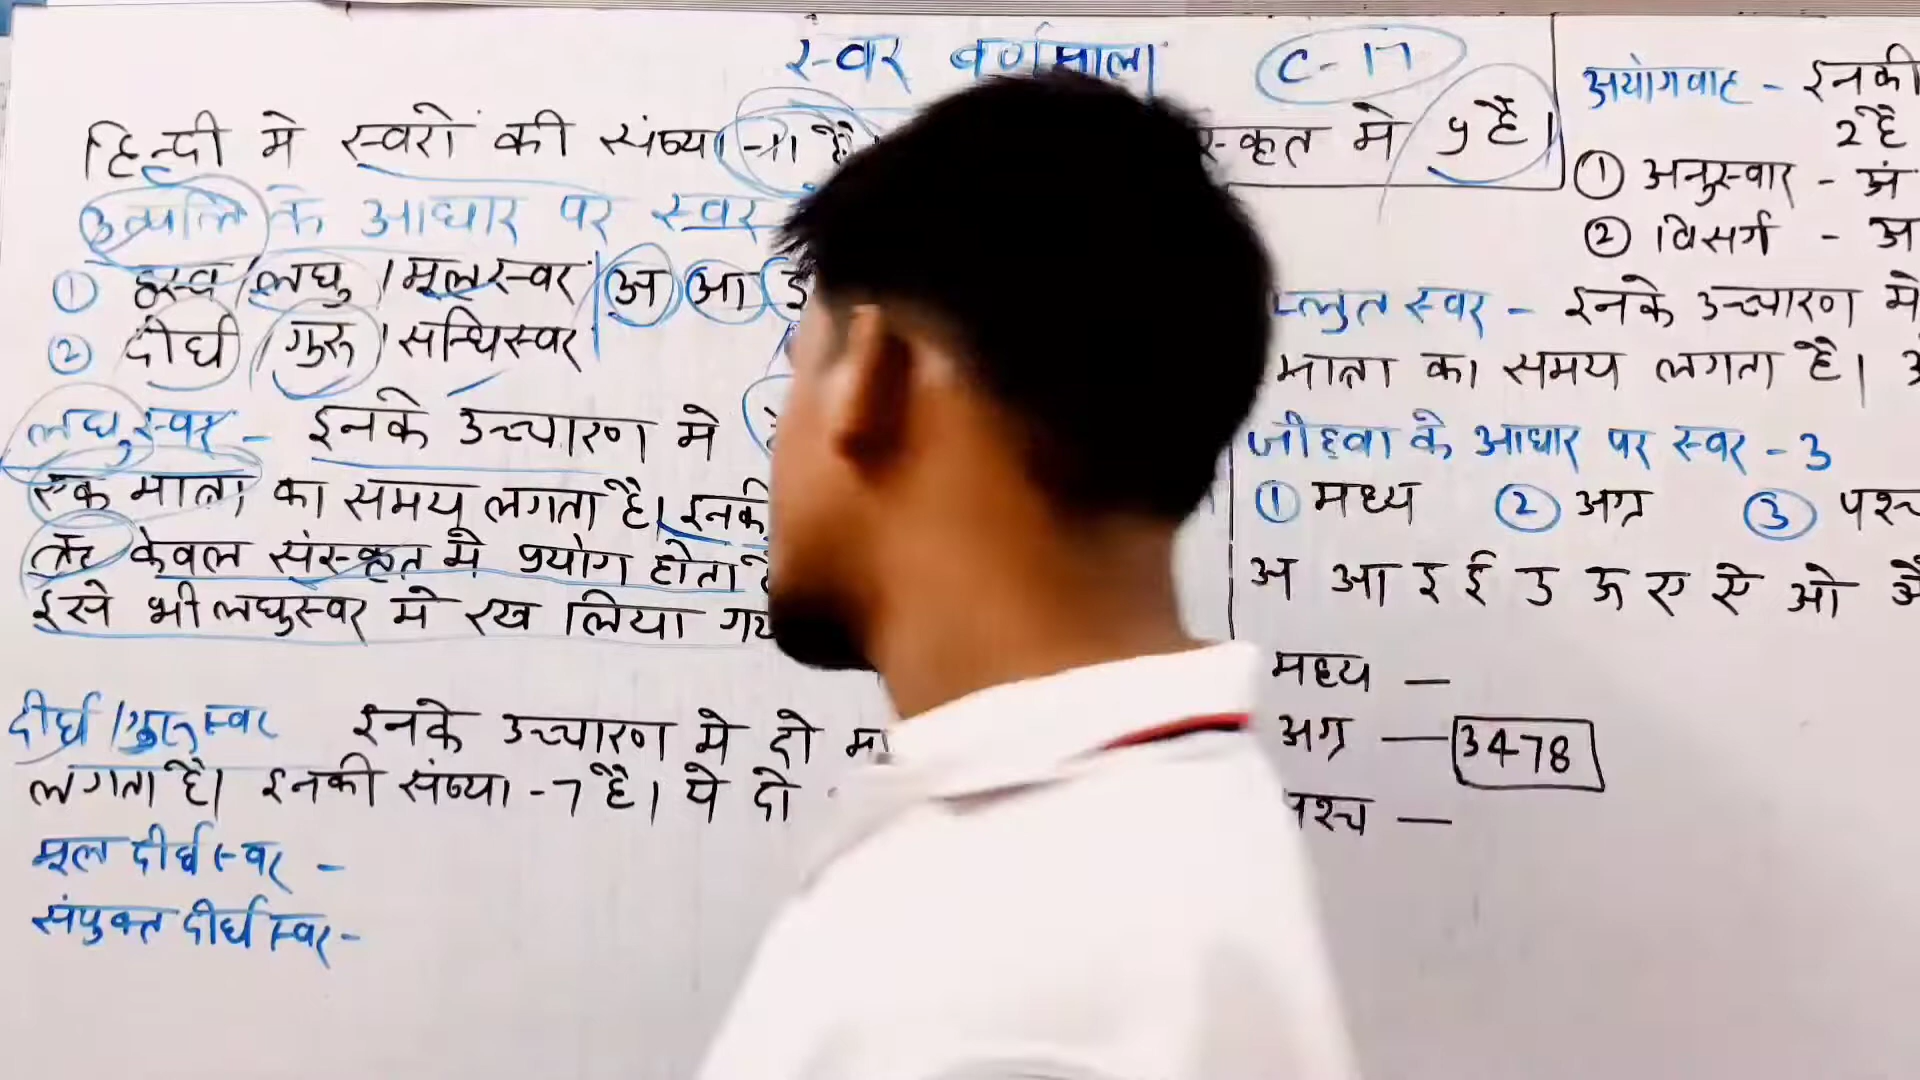 स्वर वर्णमाला C-17
हिन्दी मे स्वरों की संख्या -11 है
मे 9 है।
उत्पत्ति के आधार पर स्वर
① ह्रस्व / लघु / मूलस्वर | अ आ इ
② दीर्घ / गुरु / सन्धिस्वर
लघु स्वर - इनके उच्चारण मे
एक मात्रा का समय लगता है। इनकी
केवल संस्कृत मे प्रयोग होता
इसे भी लघुस्वर मे रख लिया
दीर्घ / गुरु स्वर इनके उच्चारण मे दो
लगता है। इनकी संख्या -7 है। ये दो
मूल दीर्घ स्वर -
संयुक्त दीर्घ स्वर -
अयोगवाह - इनकी
2 है
① अनुस्वार - अं
② विसर्ग - अ
प्लुत स्वर - इनके उच्चारण मे
मात्रा का समय लगता है।
जीहवा के आधार पर स्वर - 3
① मध्य ② अग्र ③ पश्च
अ आ इ ई उ ऊ ए ऐ ओ औ
मध्य —
अग्र — 3478
पश्च —